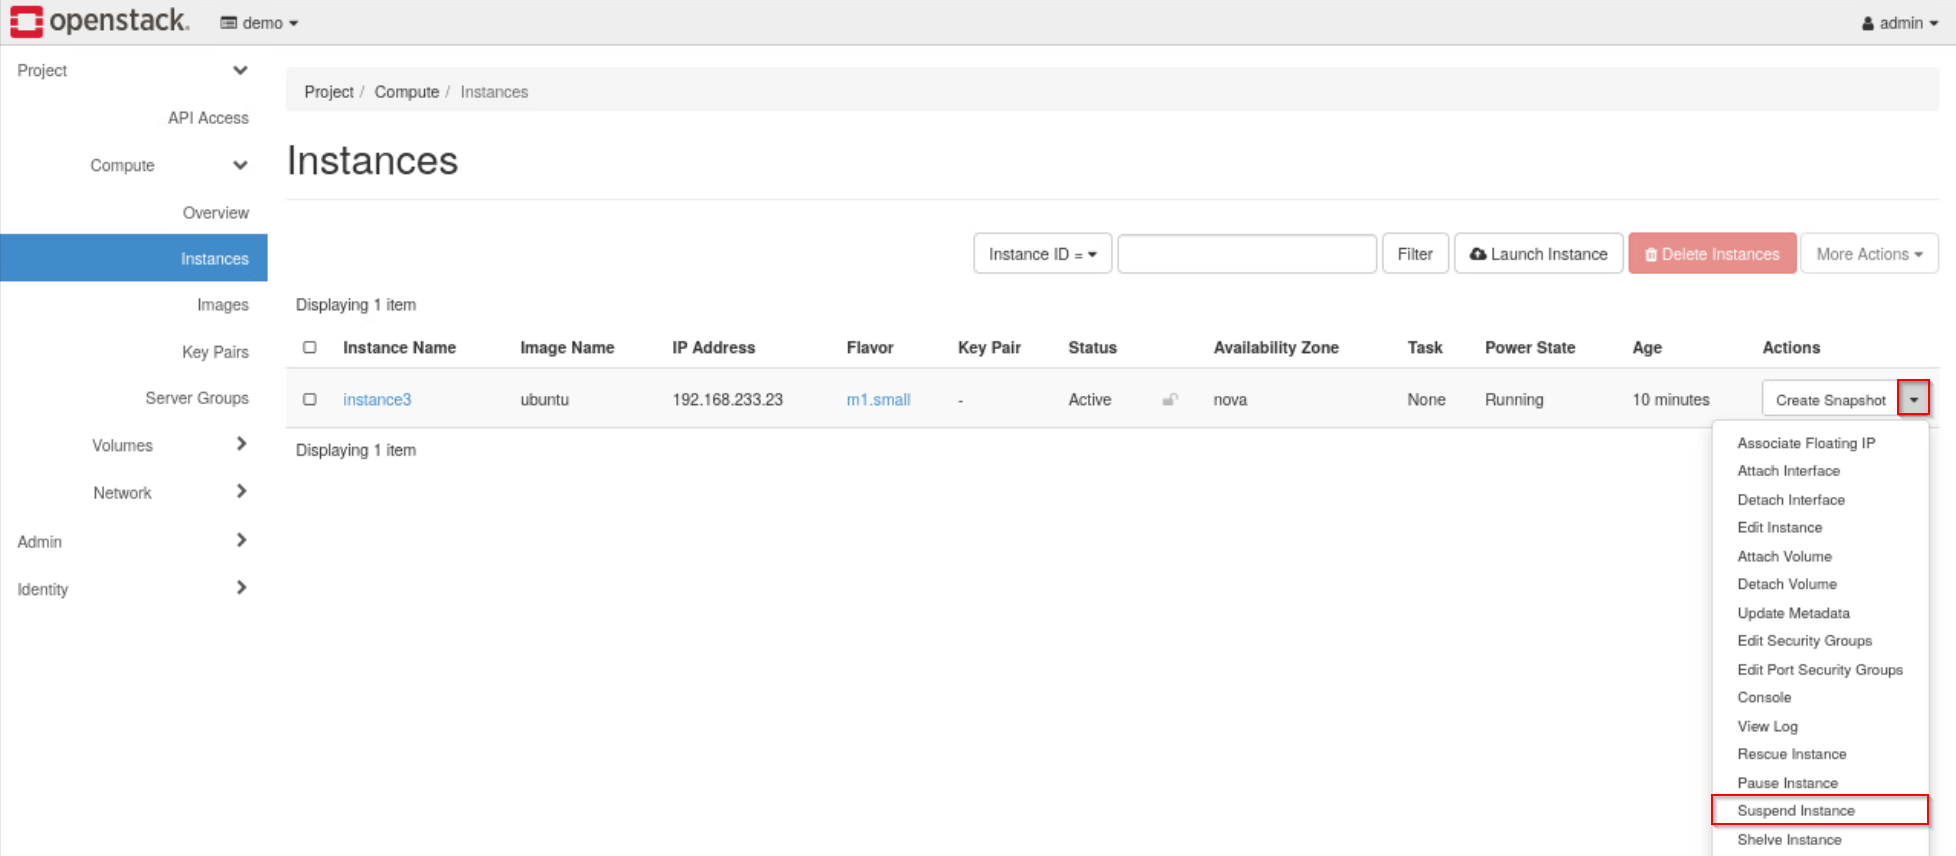 openstack. demo admin
Project
Project / Compute / Instances
API Access
Compute
Instances
Overview
Instances
Instance ID = Filter Launch Instance Delete Instances More Actions
Images
Displaying 1 item
Key Pairs
Instance Name Image Name IP Address Flavor Key Pair Status Availability Zone Task Power State Age Actions
Server Groups
instance3 ubuntu 192.168.233.23 m1.small - Active nova None Running 10 minutes Create Snapshot
Volumes
Displaying 1 item
Network
Admin
Identity
Associate Floating IP
Attach Interface
Detach Interface
Edit Instance
Attach Volume
Detach Volume
Update Metadata
Edit Security Groups
Edit Port Security Groups
Console
View Log
Rescue Instance
Pause Instance
Suspend Instance
Shelve Instance